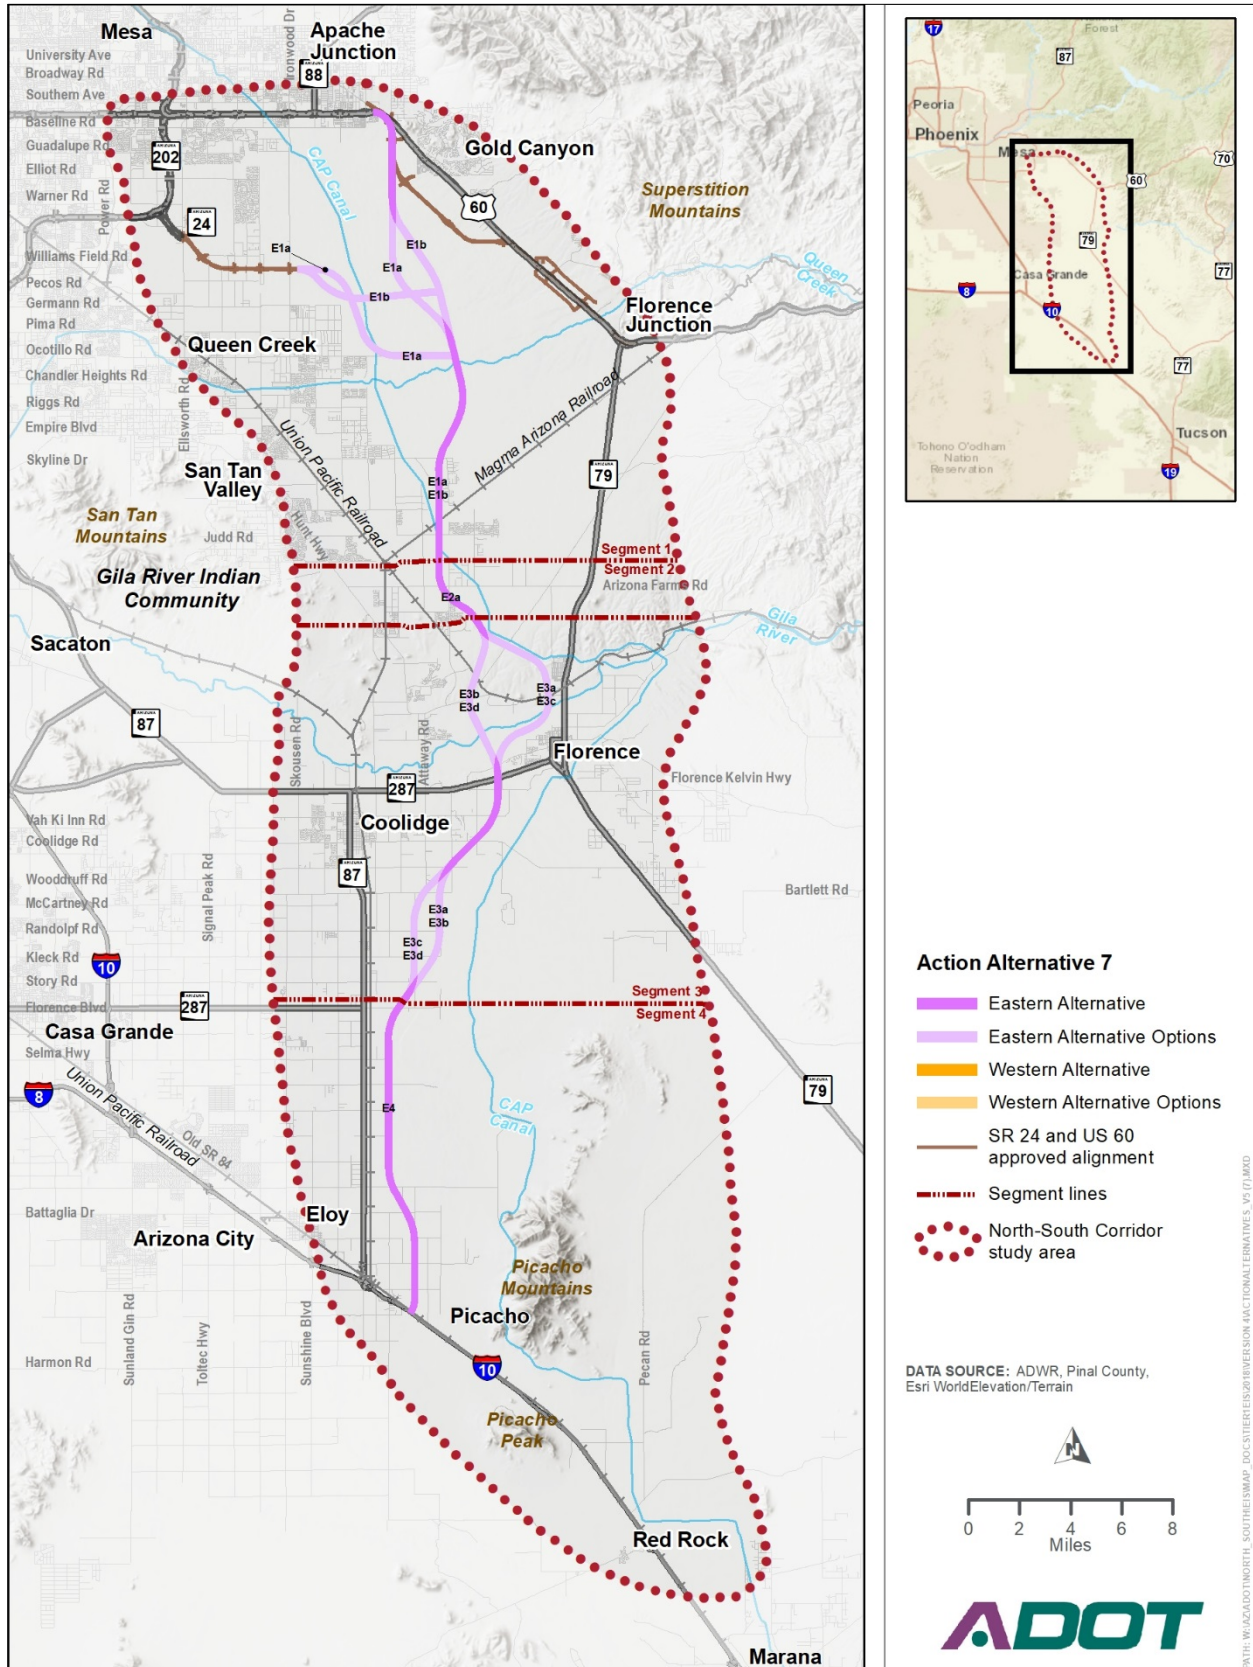 Mesa
Apache
Junction
Ironwood Dr
University Ave
Broadway Rd
Southern Ave
Baseline Rd
Guadalupe Rd
Elliot Rd
Warner Rd
Power Rd
Williams Field Rd
Pecos Rd
Germann Rd
Pima Rd
Ocotillo Rd
Chandler Heights Rd
Riggs Rd
Empire Blvd
Skyline Dr
Ellsworth Rd
ARIZONA
88
ARIZONA
202
ARIZONA
24
CAP Canal
Gold Canyon
60
Superstition
Mountains
E1a
E1b
E1a
E1b
E1a
Queen
Creek
Florence
Junction
Queen Creek
Union Pacific Railroad
Magma Arizona Railroad
San Tan
Valley
E1a
E1b
ARIZONA
79
San Tan
Mountains
Judd Rd
Hunt Hwy
Gila River Indian
Community
Segment 1
Segment 2
Arizona Farms Rd
E2a
Gila
River
Sacaton
E3b
E3d
E3a
E3c
ARIZONA
87
Skousen Rd
Attaway Rd
Florence
Florence Kelvin Hwy
ARIZONA
287
Vah Ki Inn Rd
Coolidge Rd
Coolidge
Wooddruff Rd
McCartney Rd
Randolpf Rd
Kleck Rd
Story Rd
Florence Blvd
Signal Peak Rd
ARIZONA
87
Bartlett Rd
E3a
E3b
E3c
E3d
10
ARIZONA
287
Segment 3
Segment 4
Casa Grande
Selma Hwy
8
Union Pacific Railroad
Old SR 84
E4
CAP
Canal
ARIZONA
79
Battaglia Dr
Arizona City
Eloy
Picacho
Mountains
Picacho
Harmon Rd
Sunland Gin Rd
Toltec Hwy
Sunshine Blvd
Pecan Rd
10
Picacho
Peak
Red Rock
Marana
17
Forest
87
Peoria
Phoenix
Mesa
70
60
79
77
Casa Grande
8
10
77
Tucson
Tohono O'odham
Nation
Reservation
19
Action Alternative 7
Eastern Alternative
Eastern Alternative Options
Western Alternative
Western Alternative Options
SR 24 and US 60
approved alignment
Segment lines
North-South Corridor
study area
DATA SOURCE: ADWR, Pinal County,
Esri WorldElevation/Terrain
N
0 2 4 6 8
Miles
ADOT